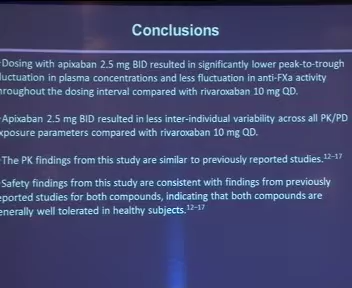 Conclusions
Dosing with apixaban 2.5 mg BID resulted in significantly lower peak-to-trough
luctuation in plasma concentrations and less fluctuation in anti-FXa activity
hroughout the dosing interval compared with rivaroxaban 10 mg QD.
Apixaban 2.5 mg BID resulted in less inter-individual variability across all PK/PD
xposure parameters compared with rivaroxaban 10 mg QD.
The PK findings from this study are similar to previously reported studies.12–17
Safety findings from this study are consistent with findings from previously
eported studies for both compounds, indicating that both compounds are
enerally well tolerated in healthy subjects.12–17